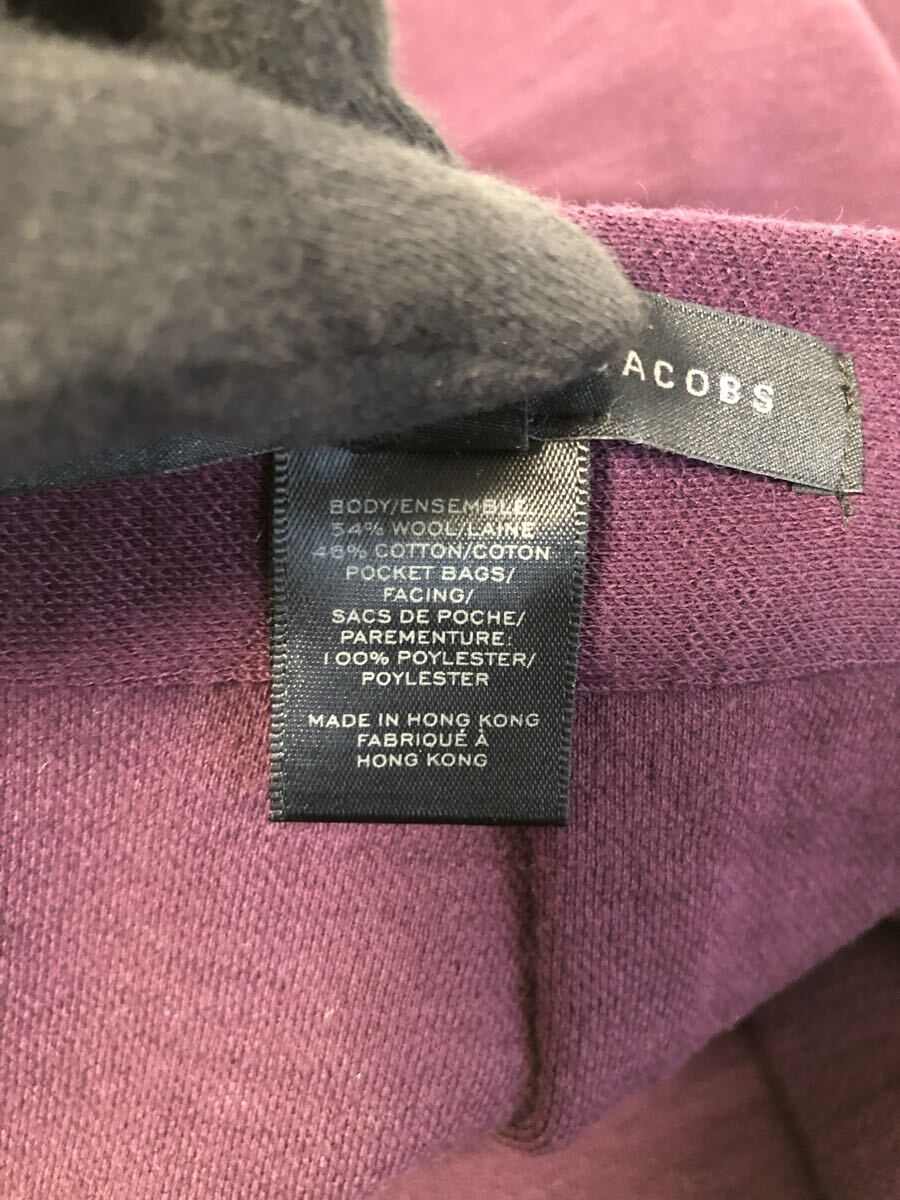 ACOBS
BODY/ENSEMBLE
54% WOOL/LAINE
46% COTTON/COTON
POCKET BAGS/
FACING/
SACS DE POCHE/
PAREMENTURE:
100% POYLESTER/
POYLESTER
MADE IN HONG KONG
FABRIQUÉ À
HONG KONG